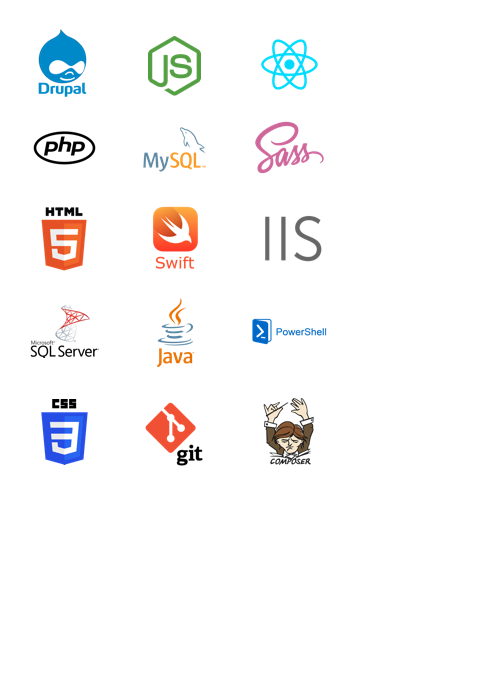 Drupal
JS
php
MySQL
Sass
HTML
5
Swift
IIS
Microsoft
SQL Server
Java
PowerShell
CSS
3
git
COMPOSER